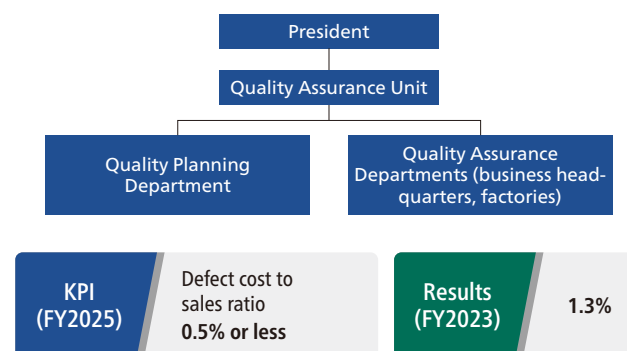 President
Quality Assurance Unit
Quality Planning
Department
Quality Assurance
Departments (business head-
quarters, factories)
KPI
(FY2025)
Defect cost to
sales ratio
0.5% or less
Results
(FY2023)
1.3%